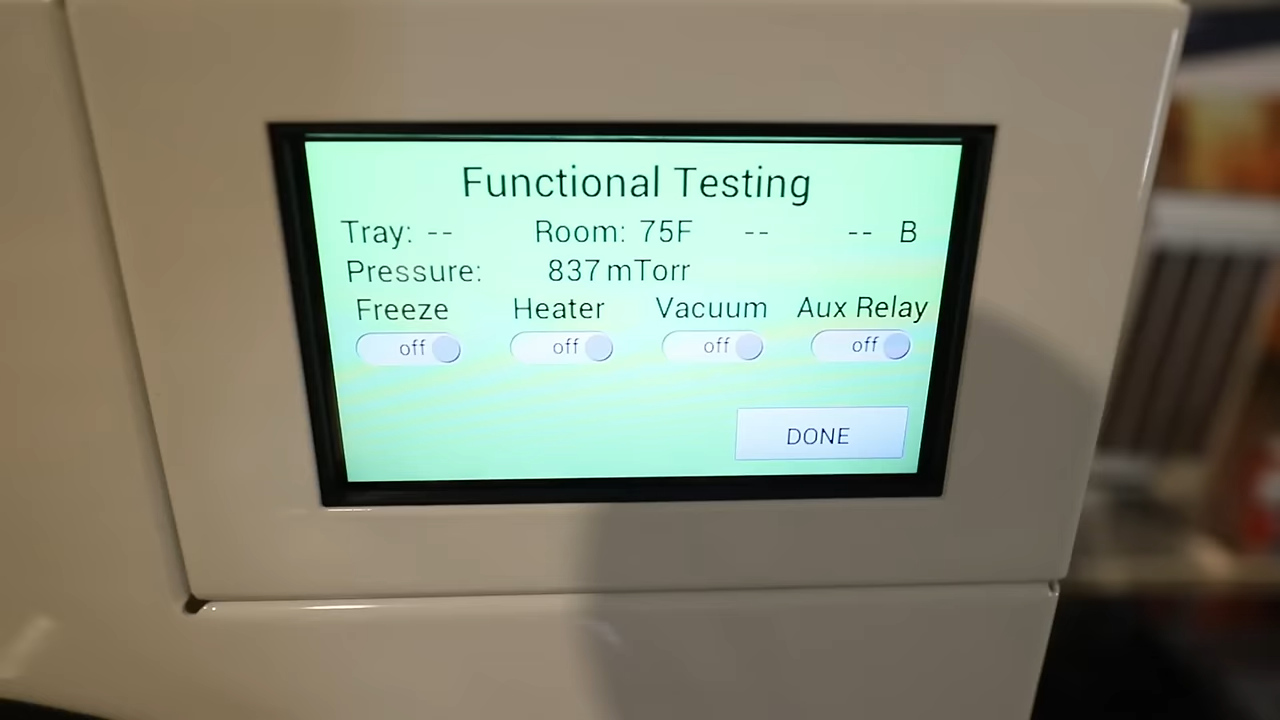 Functional Testing
Tray: -- Room: 75F -- -- B
Pressure: 837 mTorr
Freeze Heater Vacuum Aux Relay
off off off off
DONE